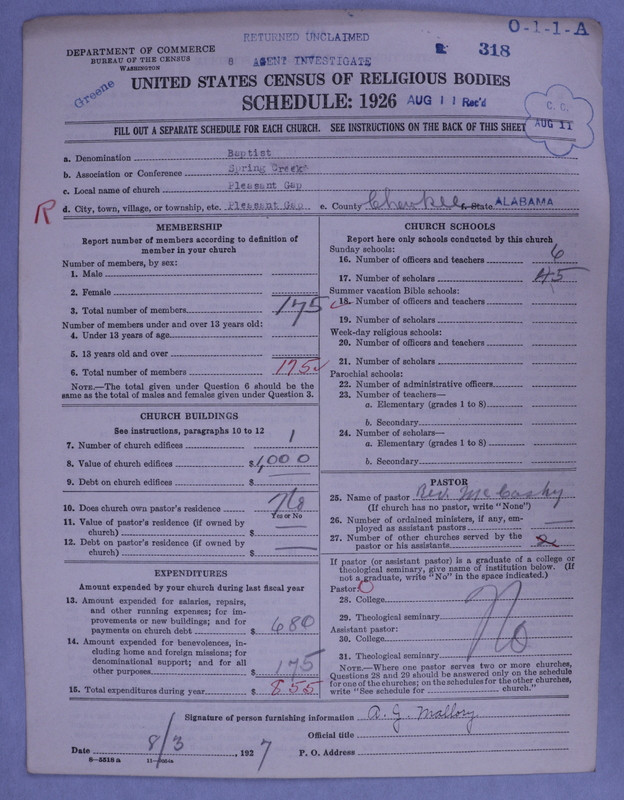 O-1-1-A
RETURNED UNCLAIMED
318
DEPARTMENT OF COMMERCE
BUREAU OF THE CENSUS
WASHINGTON
8 AGENT INVESTIGATE
Greene
UNITED STATES CENSUS OF RELIGIOUS BODIES
SCHEDULE: 1926 AUG 11 Rec'd
C. C.
AUG 11
FILL OUT A SEPARATE SCHEDULE FOR EACH CHURCH. SEE INSTRUCTIONS ON THE BACK OF THIS SHEET
a. Denomination Baptist
b. Association or Conference Spring Creek
c. Local name of church Pleasant Gap
R d. City, town, village, or township, etc. Pleasant Gap e. County Cherokee f. State ALABAMA
MEMBERSHIP
Report number of members according to definition of
member in your church
Number of members, by sex:
1. Male
2. Female
3. Total number of members 175
Number of members under and over 13 years old:
4. Under 13 years of age
5. 13 years old and over
6. Total number of members 175
NOTE.—The total given under Question 6 should be the
same as the total of males and females given under Question 3.
CHURCH BUILDINGS
See instructions, paragraphs 10 to 12
7. Number of church edifices 1
8. Value of church edifices $1,000
9. Debt on church edifices $ —
10. Does church own pastor's residence No
Yes or No
11. Value of pastor's residence (if owned by
church) $ —
12. Debt on pastor's residence (if owned by
church) $ —
EXPENDITURES
Amount expended by your church during last fiscal year
13. Amount expended for salaries, repairs,
and other running expenses; for im-
provements or new buildings; and for
payments on church debt $ 680
14. Amount expended for benevolences, in-
cluding home and foreign missions; for
denominational support; and for all
other purposes $ 175
15. Total expenditures during year $ 855
CHURCH SCHOOLS
Report here only schools conducted by this church
Sunday schools:
16. Number of officers and teachers 6
17. Number of scholars 45
Summer vacation Bible schools:
18. Number of officers and teachers
19. Number of scholars
Week-day religious schools:
20. Number of officers and teachers
21. Number of scholars
Parochial schools:
22. Number of administrative officers
23. Number of teachers—
a. Elementary (grades 1 to 8)
b. Secondary
24. Number of scholars—
a. Elementary (grades 1 to 8)
b. Secondary
PASTOR
25. Name of pastor Rev. McCasky
(If church has no pastor, write "None")
26. Number of ordained ministers, if any, em-
ployed as assistant pastors —
27. Number of other churches served by the
pastor or his assistants
If pastor (or assistant pastor) is a graduate of a college or
theological seminary, give name of institution below. (If
not a graduate, write "No" in the space indicated.)
Pastor:
28. College
29. Theological seminary No
Assistant pastor:
30. College
31. Theological seminary
NOTE.—Where one pastor serves two or more churches,
Questions 28 and 29 should be answered only on the schedule
for one of the churches; on the schedules for the other churches,
write "See schedule for church."
Signature of person furnishing information A. J. Mallory
Official title
Date 8/3, 1927 P. O. Address
8—5518 a